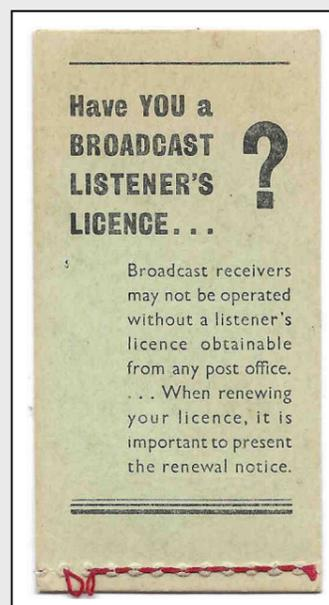 Have YOU a
BROADCAST
LISTENER'S
LICENCE...
?
Broadcast receivers
may not be operated
without a listener's
licence obtainable
from any post office.
... When renewing
your licence, it is
important to present
the renewal notice.